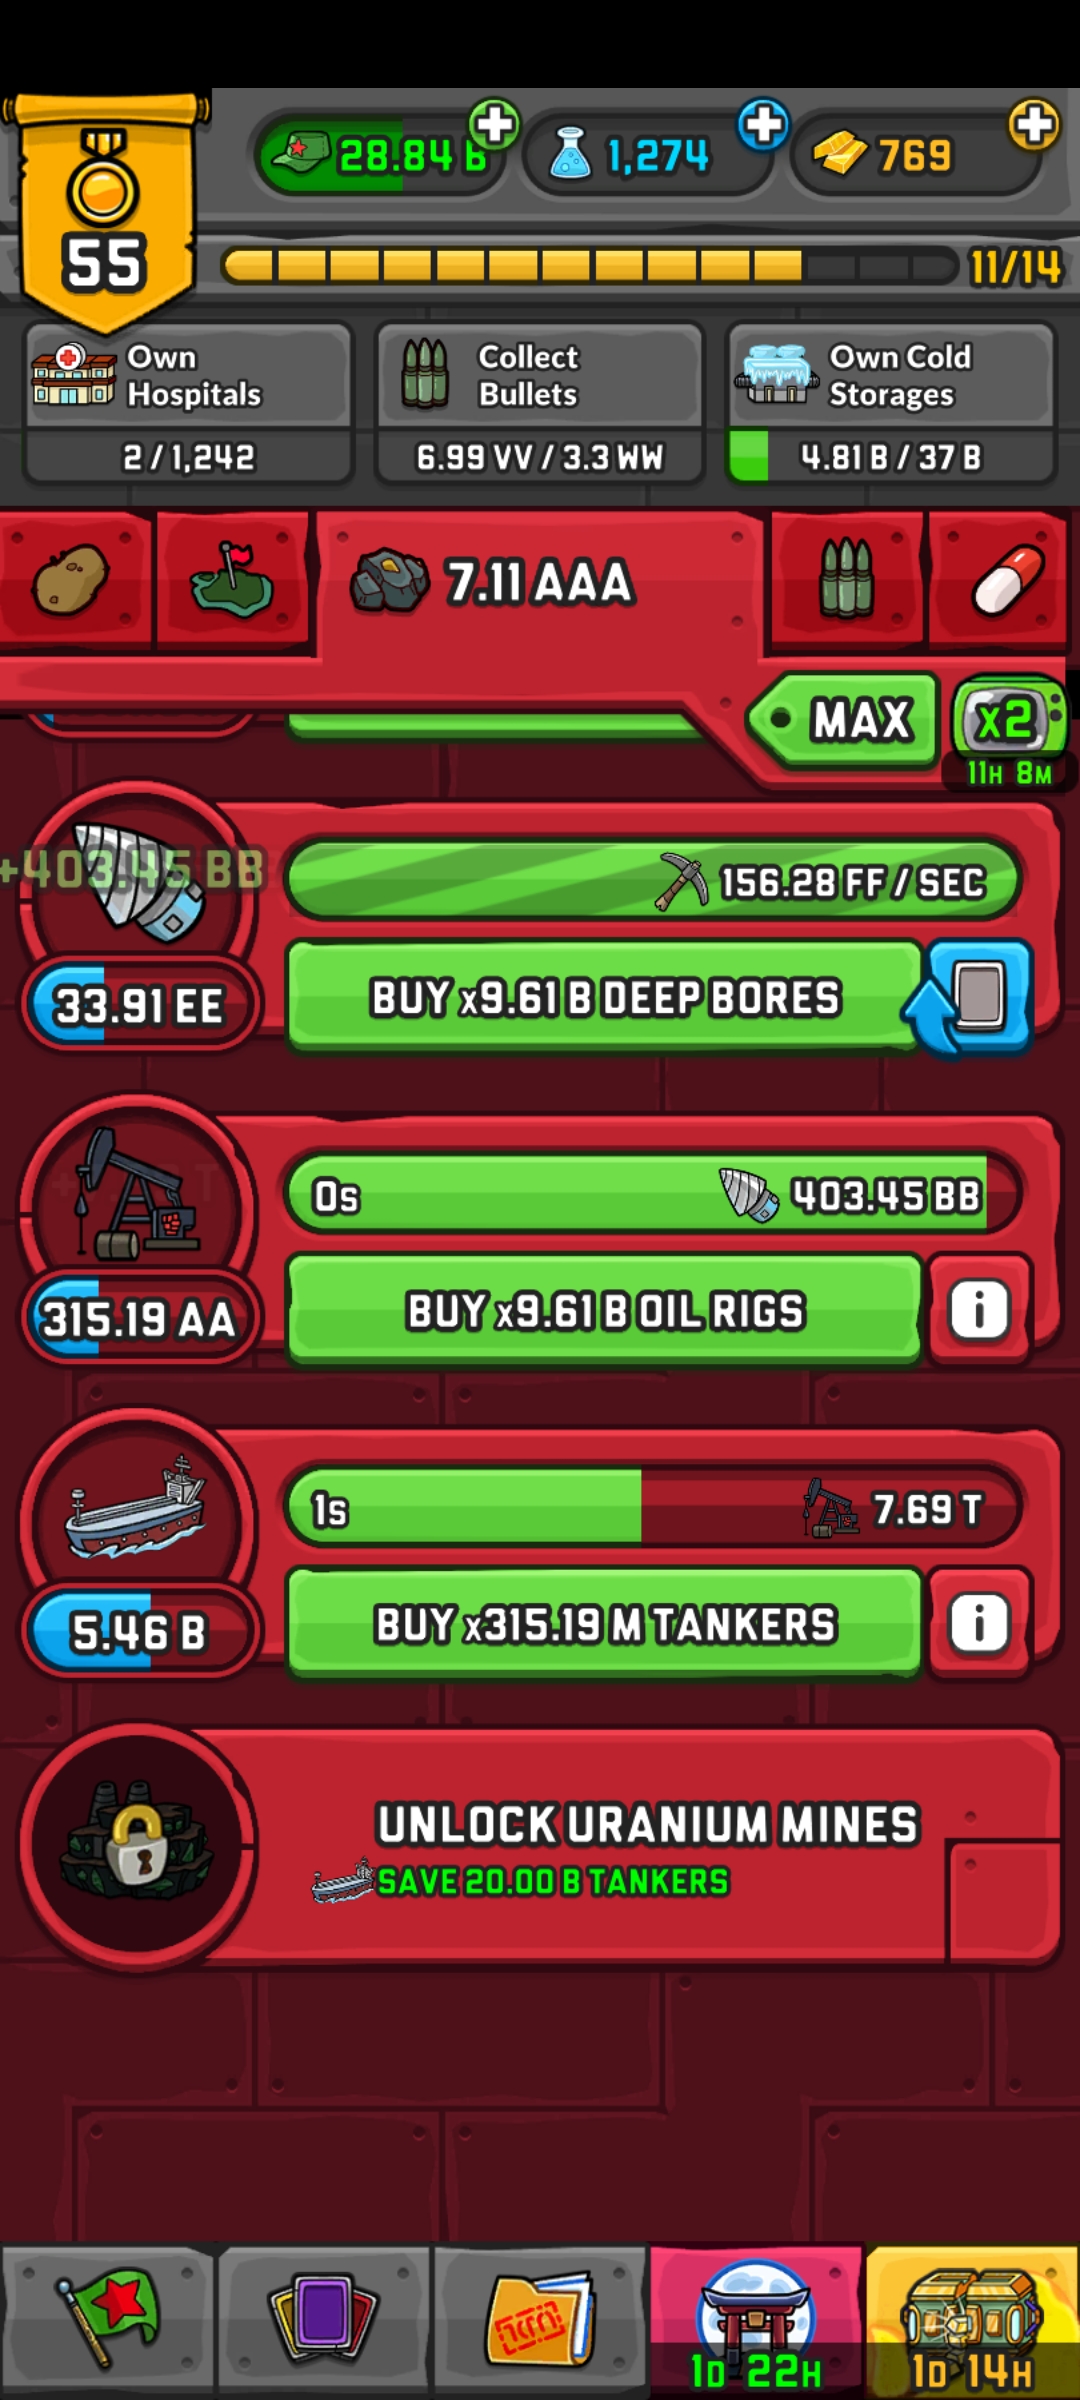 28.84 B
1,274
769
55
11/14
Own
Hospitals
2 / 1,242
Collect
Bullets
6.99 VV / 3.3 WW
Own Cold
Storages
4.81 B / 37 B
7.11 AAA
MAX
x2
11H 8M
+403.45 BB
156.28 FF / SEC
33.91 EE
BUY x9.61 B DEEP BORES
0s
403.45 BB
315.19 AA
BUY x9.61 B OIL RIGS
i
1s
7.69 T
5.46 B
BUY x315.19 M TANKERS
i
UNLOCK URANIUM MINES
SAVE 20.00 B TANKERS
1D 22H
1D 14H